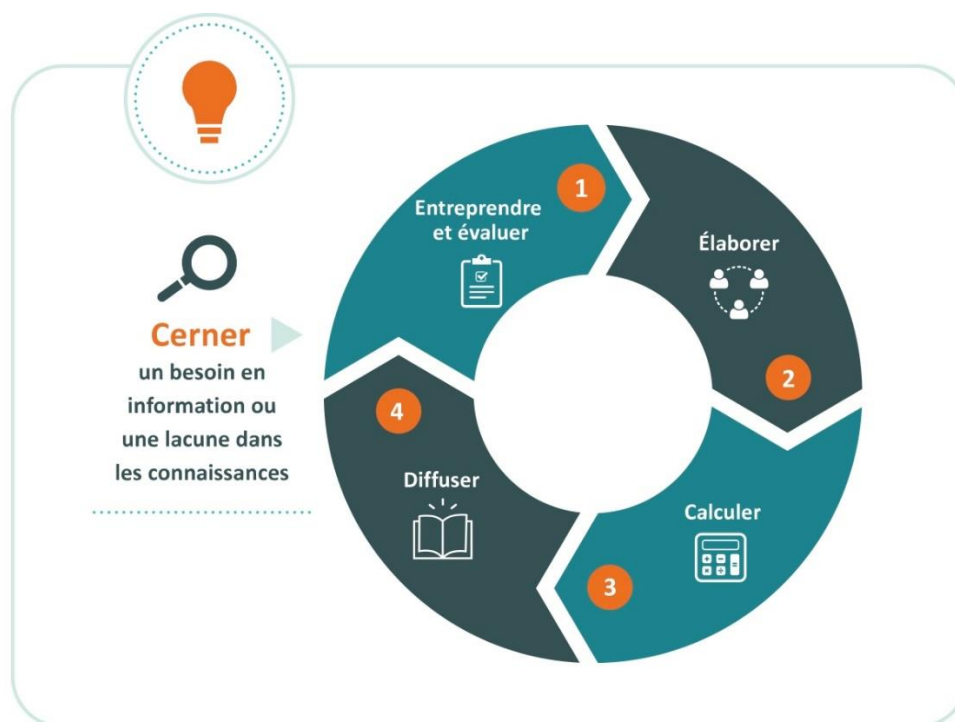 Cerner
un besoin en
information ou
une lacune dans
les connaissances
1
Entreprendre
et évaluer
Élaborer
2
Calculer
3
4
Diffuser